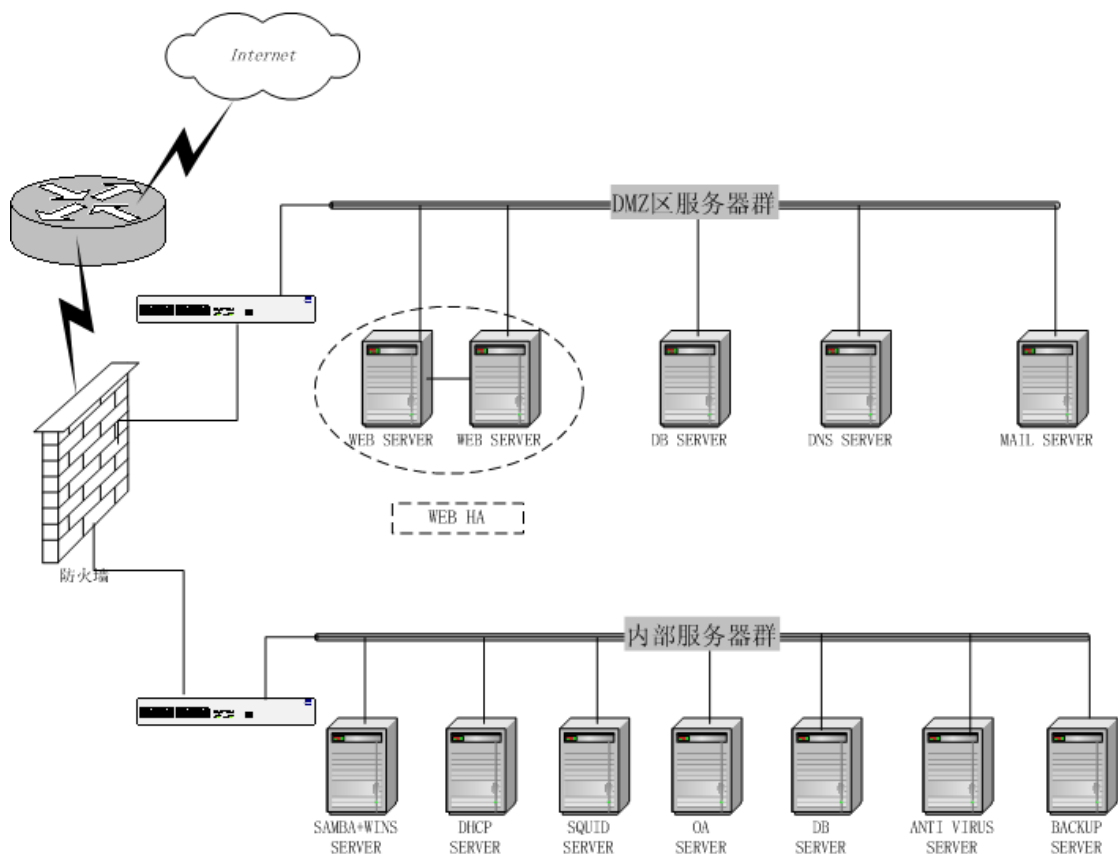 Internet
DMZ区服务器群
WEB SERVER
WEB SERVER
DB SERVER
DNS SERVER
MAIL SERVER
WEB HA
防火墙
内部服务器群
SAMBA+WINS
SERVER
DHCP
SERVER
SQUID
SERVER
OA
SERVER
DB
SERVER
ANTI VIRUS
SERVER
BACKUP
SERVER